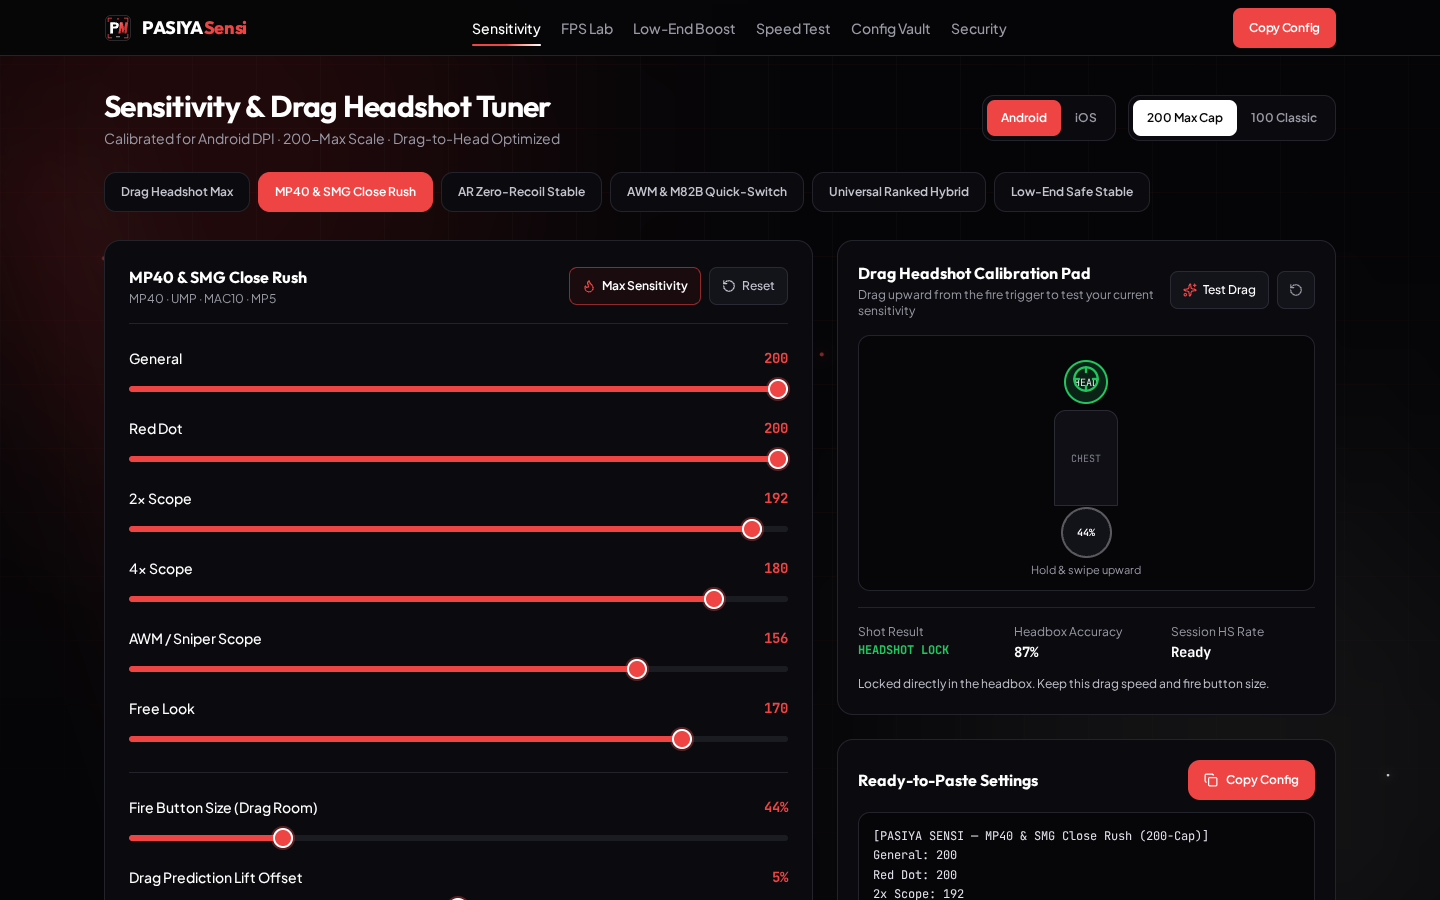 PM PASIYA Sensi
Sensitivity FPS Lab Low-End Boost Speed Test Config Vault Security
Copy Config
Sensitivity & Drag Headshot Tuner
Calibrated for Android DPI · 200–Max Scale · Drag-to-Head Optimized
Android iOS
200 Max Cap 100 Classic
Drag Headshot Max
MP40 & SMG Close Rush
AR Zero-Recoil Stable
AWM & M82B Quick-Switch
Universal Ranked Hybrid
Low-End Safe Stable
MP40 & SMG Close Rush
MP40 · UMP · MAC10 · MP5
Max Sensitivity
Reset
General 200
Red Dot 200
2x Scope 192
4x Scope 180
AWM / Sniper Scope 156
Free Look 170
Fire Button Size (Drag Room) 44%
Drag Prediction Lift Offset 5%
Drag Headshot Calibration Pad
Drag upward from the fire trigger to test your current
sensitivity
Test Drag
HEAD
CHEST
44%
Hold & swipe upward
Shot Result
HEADSHOT LOCK
Headbox Accuracy
87%
Session HS Rate
Ready
Locked directly in the headbox. Keep this drag speed and fire button size.
Ready-to-Paste Settings
Copy Config
[PASIYA SENSI — MP40 & SMG Close Rush (200-Cap)]
General: 200
Red Dot: 200
2x Scope: 192